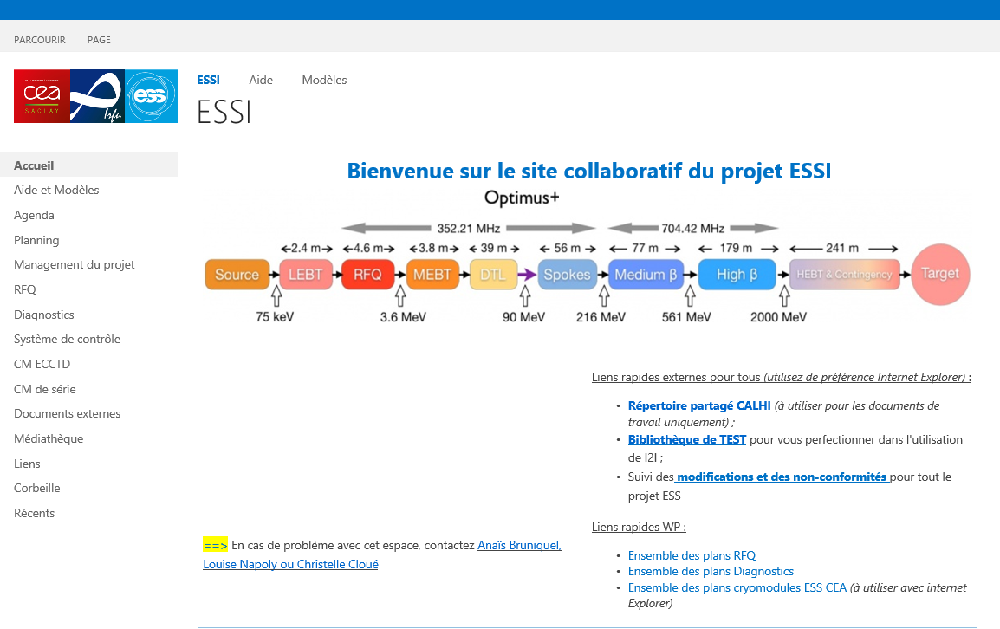 PARCOURIR PAGE
cea
SACLAY
Irfu
ess
ESSI Aide Modèles
ESSI
Accueil
Aide et Modèles
Agenda
Planning
Management du projet
RFQ
Diagnostics
Système de contrôle
CM ECCTD
CM de série
Documents externes
Médiathèque
Liens
Corbeille
Récents
Bienvenue sur le site collaboratif du projet ESSI
Optimus+
352.21 MHz 704.42 MHz
2.4 m 4.6 m 3.8 m 39 m 56 m 77 m 179 m 241 m
Source LEBT RFQ MEBT DTL Spokes Medium β High β HEBT & Contingency Target
75 keV 3.6 MeV 90 MeV 216 MeV 561 MeV 2000 MeV
==> En cas de problème avec cet espace, contactez Anaïs Bruniquel,
Louise Napoly ou Christelle Cloué
Liens rapides externes pour tous (utilisez de préférence Internet Explorer) :
• Répertoire partagé CALHI (à utiliser pour les documents de
travail uniquement) ;
• Bibliothèque de TEST pour vous perfectionner dans l'utilisation
de I2I ;
• Suivi des modifications et des non-conformités pour tout le
projet ESS
Liens rapides WP :
• Ensemble des plans RFQ
• Ensemble des plans Diagnostics
• Ensemble des plans cryomodules ESS CEA (à utiliser avec internet
Explorer)